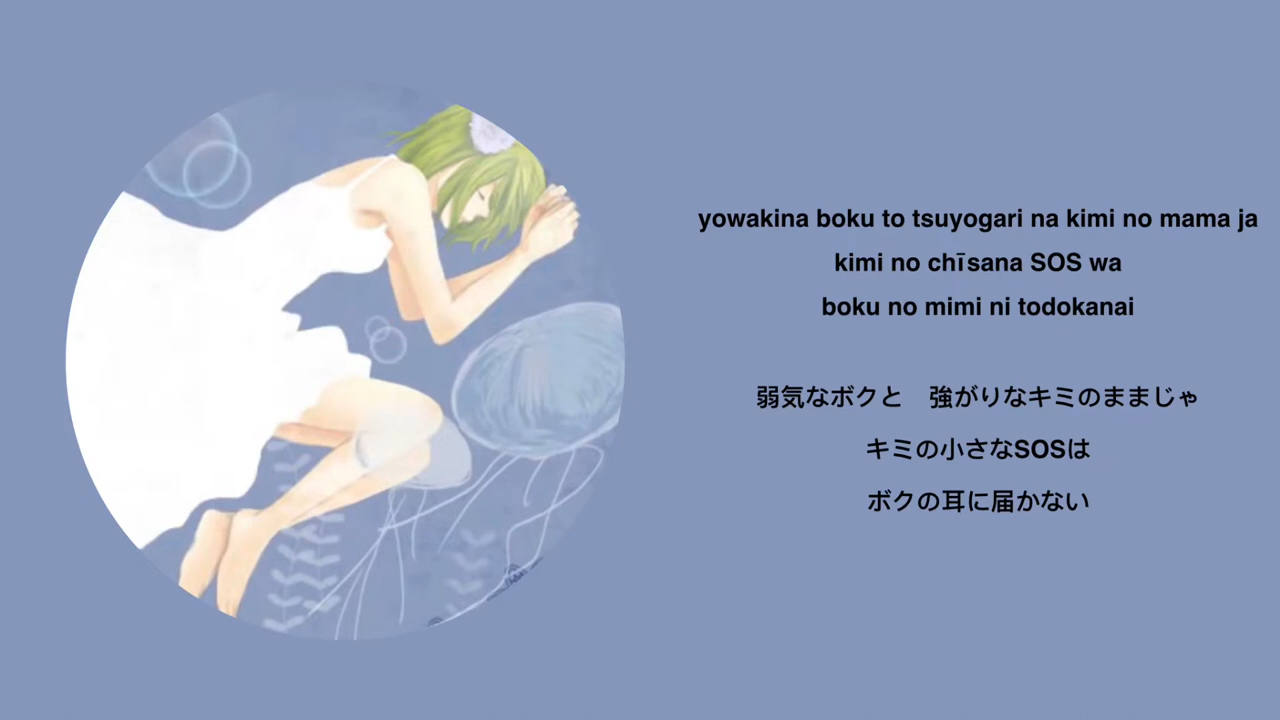 yowakina boku to tsuyogari na kimi no mama ja
kimi no chīsana SOS wa
boku no mimi ni todokanai
弱気なボクと　強がりなキミのままじゃ
キミの小さなSOSは
ボクの耳に届かない